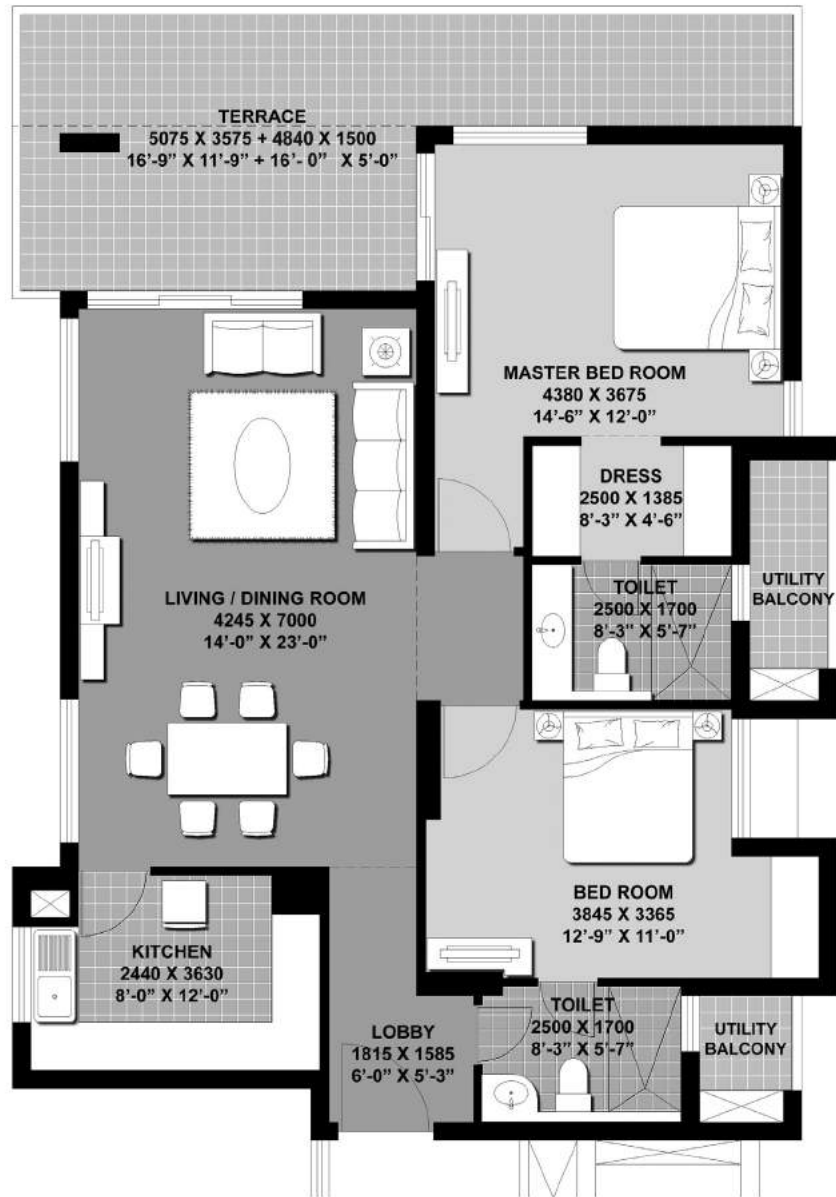 TERRACE
5075 X 3575 + 4840 X 1500
16’-9” X 11’-9” + 16’- 0” X 5’-0”
MASTER BED ROOM
4380 X 3675
14’-6” X 12’-0”
DRESS
2500 X 1385
8’-3” X 4’-6”
TOILET
2500 X 1700
8’-3” X 5’-7”
UTILITY
BALCONY
LIVING / DINING ROOM
4245 X 7000
14’-0” X 23’-0”
BED ROOM
3845 X 3365
12’-9” X 11’-0”
KITCHEN
2440 X 3630
8’-0” X 12’-0”
LOBBY
1815 X 1585
6’-0” X 5’-3”
TOILET
2500 X 1700
8’-3” X 5’-7”
UTILITY
BALCONY